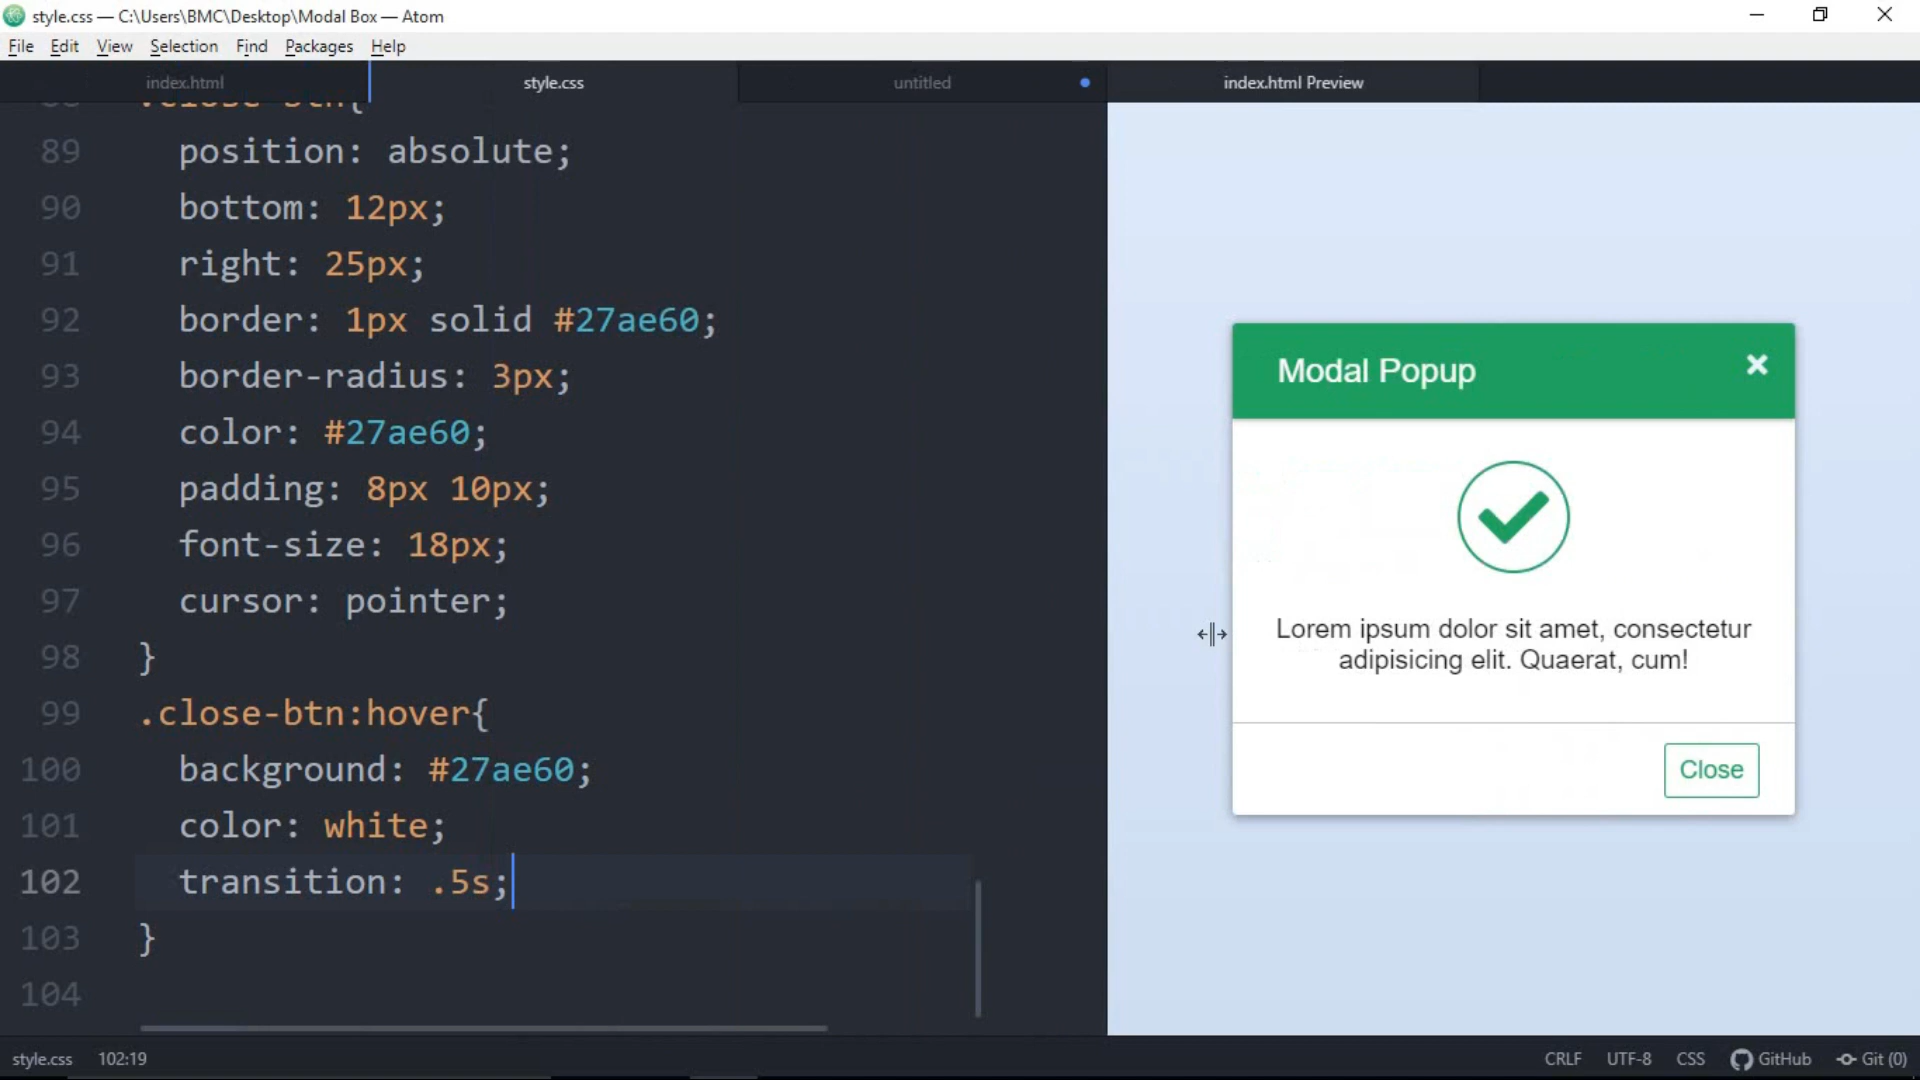 style.css — C:\Users\BMC\Desktop\Modal Box — Atom
File Edit View Selection Find Packages Help
index.html
style.css
untitled
index.html Preview
88 .close-btn{
89 position: absolute;
90 bottom: 12px;
91 right: 25px;
92 border: 1px solid #27ae60;
93 border-radius: 3px;
94 color: #27ae60;
95 padding: 8px 10px;
96 font-size: 18px;
97 cursor: pointer;
98 }
99 .close-btn:hover{
100 background: #27ae60;
101 color: white;
102 transition: .5s;
103 }
104
Modal Popup
Lorem ipsum dolor sit amet, consectetur
adipisicing elit. Quaerat, cum!
Close
style.css 102:19
CRLF UTF-8 CSS GitHub Git (0)